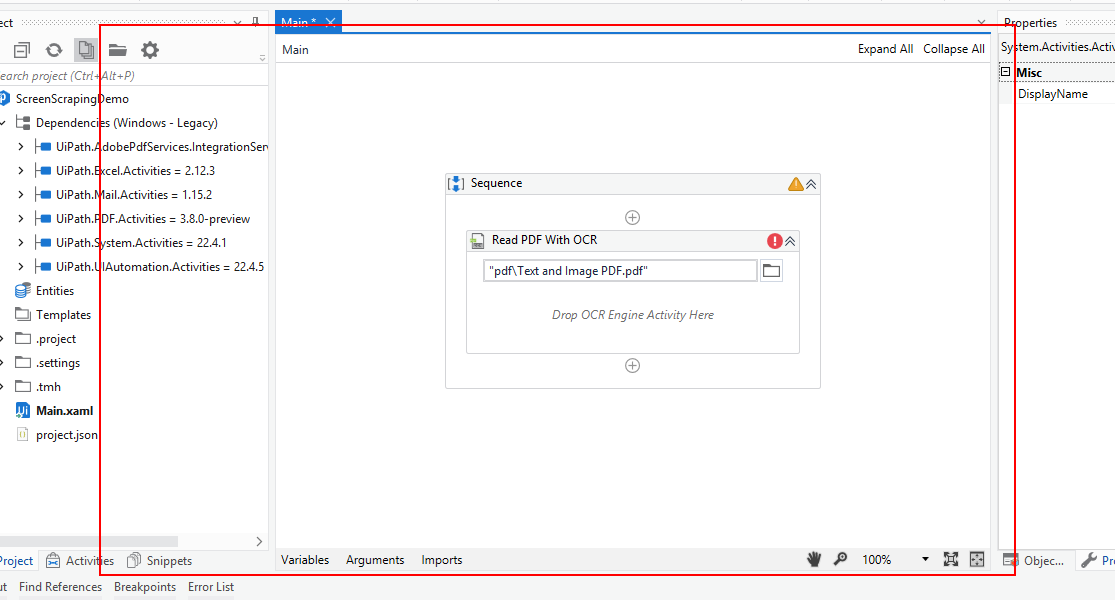 ect
Main *
Properties
Main
Expand All Collapse All
System.Activities.Activ
earch project (Ctrl+Alt+P)
Misc
DisplayName
ScreenScrapingDemo
Dependencies (Windows - Legacy)
UiPath.AdobePdfServices.IntegrationServ
UiPath.Excel.Activities = 2.12.3
UiPath.Mail.Activities = 1.15.2
UiPath.PDF.Activities = 3.8.0-preview
UiPath.System.Activities = 22.4.1
UiPath.UIAutomation.Activities = 22.4.5
Entities
Templates
.project
.settings
.tmh
Main.xaml
project.json
Sequence
Read PDF With OCR
"pdf\Text and Image PDF.pdf"
Drop OCR Engine Activity Here
Project Activities Snippets
Variables Arguments Imports
100%
Objec... Pr
ut Find References Breakpoints Error List